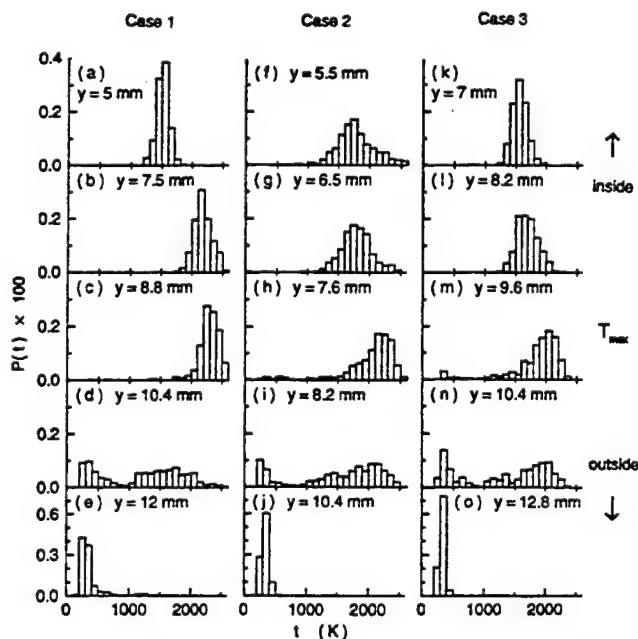 Case 1 Case 2 Case 3
0.4 (a) (f) y = 5.5 mm (k)
y = 5 mm y = 7 mm
0.2
0.0 (b) y = 7.5 mm (g) y = 6.5 mm (l) y = 8.2 mm inside
0.2
0.0 (c) y = 8.8 mm (h) y = 7.6 mm (m) y = 9.6 mm
P(t) × 100 Tmax
0.2
0.0 (d) y = 10.4 mm (i) y = 8.2 mm (n) y = 10.4 mm
0.2 outside
0.0 (e) y = 12 mm (j) y = 10.4 mm (o) y = 12.8 mm
0.6
0.3
0.0
0 1000 2000 0 1000 2000 0 1000 2000
t (K)